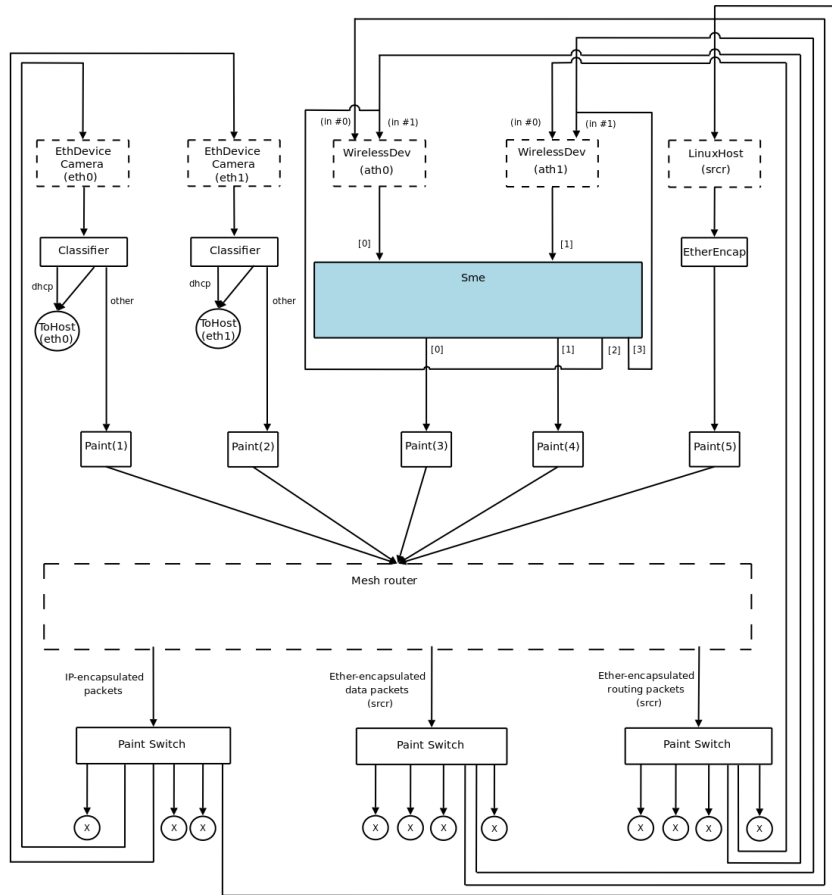 (in #0)
(in #1)
(in #0)
(in #1)
EthDevice
Camera
(eth0)
EthDevice
Camera
(eth1)
WirelessDev
(ath0)
WirelessDev
(ath1)
LinuxHost
(srcr)
[0]
[1]
Classifier
Classifier
EtherEncap
Sme
dhcp
other
dhcp
other
ToHost
(eth0)
ToHost
(eth1)
[0]
[1]
[2]
[3]
Paint(1)
Paint(2)
Paint(3)
Paint(4)
Paint(5)
Mesh router
IP-encapsulated
packets
Ether-encapsulated
data packets
(srcr)
Ether-encapsulated
routing packets
(srcr)
Paint Switch
Paint Switch
Paint Switch
X
X
X
X
X
X
X
X
X
X
X